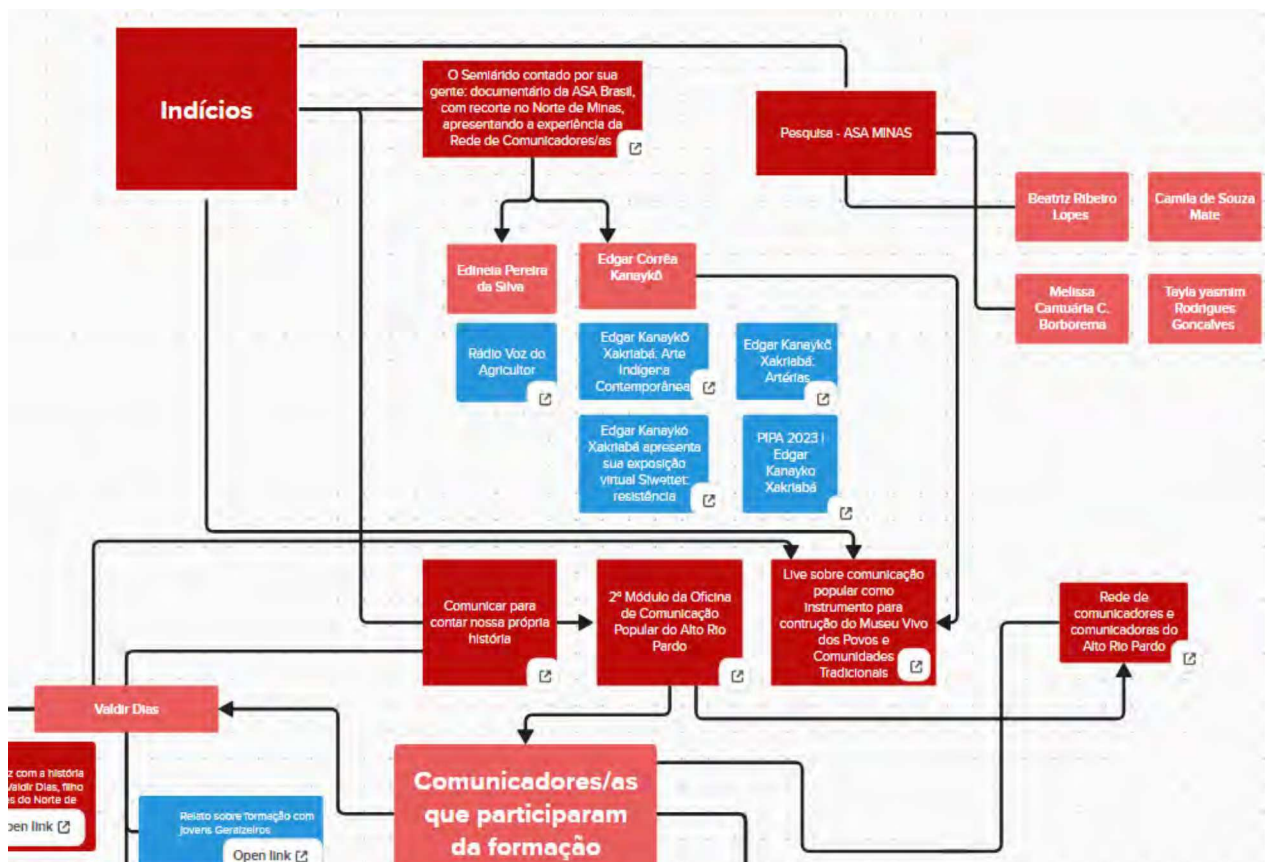 Indícios
O Semiárido contado por sua
gente: documentário da ASA Brasil,
com recorte no Norte de Minas,
apresentando a experiência da
Rede de Comunicadores/as
Pesquisa - ASA MINAS
Beatriz Ribeiro
Lopes
Camila de Souza
Mate
Melissa
Cantuária C.
Borborema
Tayla yasmim
Rodrigues
Gonçalves
Edineia Pereira
da Silva
Edgar Corrêa
Kanaykõ
Rádio Voz do
Agricultor
Edgar Kanaykõ
Xakriabá: Arte
Indígena
Contemporânea
Edgar Kanaykõ
Xakriabá:
Artérias
Edgar Kanaykó
Xakriabá apresenta
sua exposição
virtual
resistência
PIPA 2023 |
Edgar
Kanayko
Xakriabá
Comunicar para
contar nossa própria
história
2º Módulo da Oficina
de Comunicação
Popular do Alto Rio
Pardo
Live sobre comunicação
popular como
instrumento para
contrução do Museu Vivo
dos Povos e
Comunidades
Tradicionais
Rede de
comunicadores e
comunicadoras do
Alto Rio Pardo
Valdir Dias
z com a história
Valdir Dias, filho
s do Norte de
pen link
Relato sobre formação com
jovens Geraizeiros
Open link
Comunicadores/as
que participaram
da formação